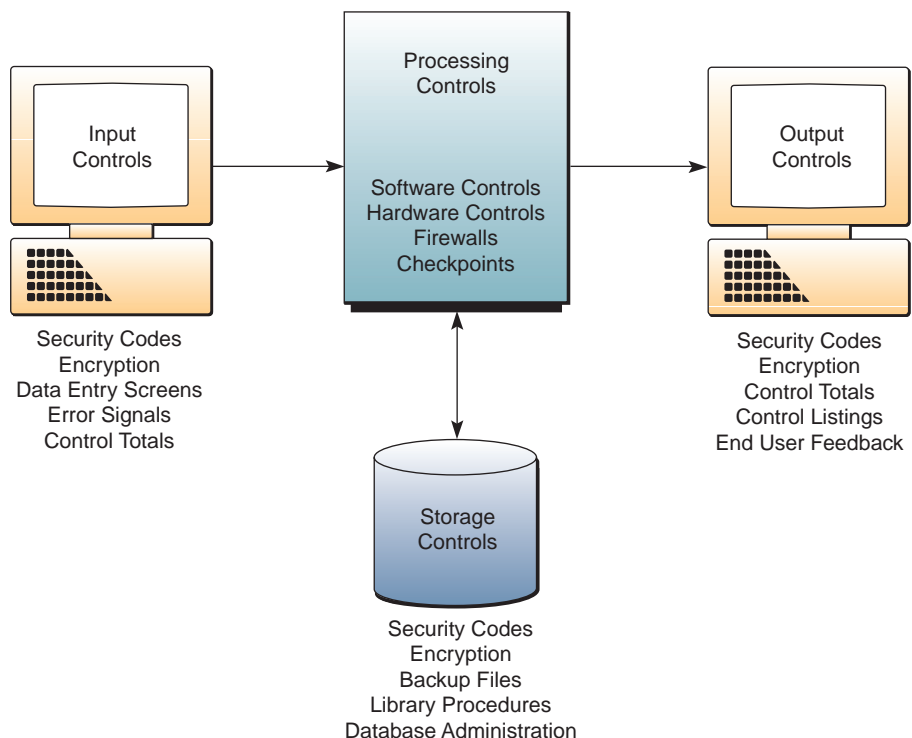 Processing
Controls
Software Controls
Hardware Controls
Firewalls
Checkpoints
Input
Controls
Security Codes
Encryption
Data Entry Screens
Error Signals
Control Totals
Output
Controls
Security Codes
Encryption
Control Totals
Control Listings
End User Feedback
Storage
Controls
Security Codes
Encryption
Backup Files
Library Procedures
Database Administration